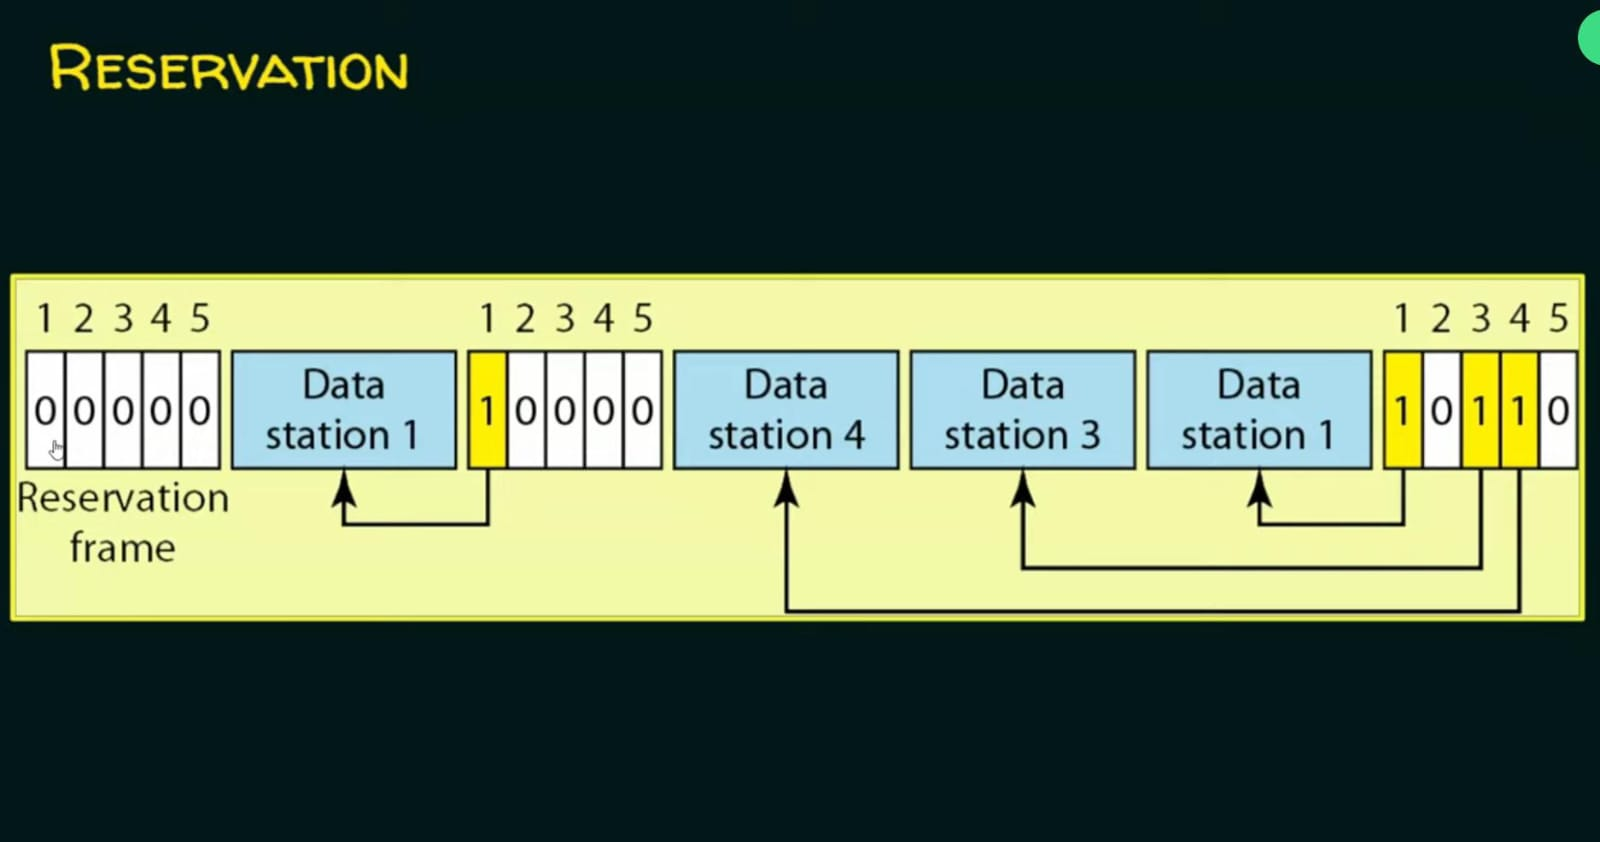 RESERVATION
1 2 3 4 5
1 2 3 4 5
1 2 3 4 5
0 0 0 0 0
Data
station 1
1 0 0 0 0
Data
station 4
Data
station 3
Data
station 1
1 0 1 1 0
Reservation
frame